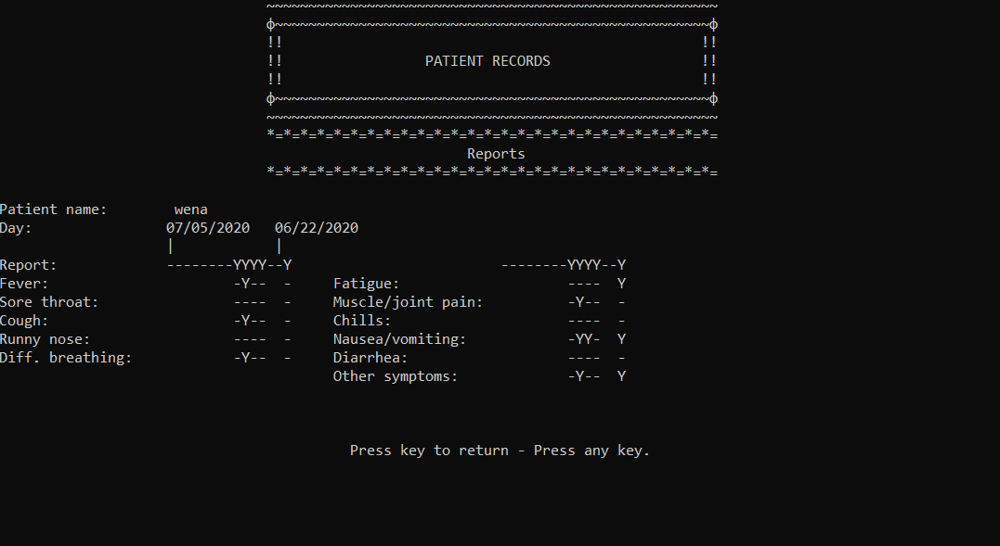 ~~~~~~~~~~~~~~~~~~~~~~~~~~~~~~~~~~~~~~~~~~~~~~~~~~~~~~
ф~~~~~~~~~~~~~~~~~~~~~~~~~~~~~~~~~~~~~~~~~~~~~~~~~~~~ф
!!                                                  !!
!!                 PATIENT RECORDS                  !!
!!                                                  !!
ф~~~~~~~~~~~~~~~~~~~~~~~~~~~~~~~~~~~~~~~~~~~~~~~~~~~~ф
~~~~~~~~~~~~~~~~~~~~~~~~~~~~~~~~~~~~~~~~~~~~~~~~~~~~~~
*=*=*=*=*=*=*=*=*=*=*=*=*=*=*=*=*=*=*=*=*=*=*=*=*=*=*=
Reports
*=*=*=*=*=*=*=*=*=*=*=*=*=*=*=*=*=*=*=*=*=*=*=*=*=*=*=
Patient name:        wena
Day:                07/05/2020   06/22/2020
                    |            |
Report:             --------YYYY--Y                         --------YYYY--Y
Fever:                      -Y--  -     Fatigue:                    ----  Y
Sore throat:                ----  -     Muscle/joint pain:          -Y--  -
Cough:                      -Y--  -     Chills:                     ----  -
Runny nose:                 ----  -     Nausea/vomiting:            -YY-  Y
Diff. breathing:            -Y--  -     Diarrhea:                   ----  -
                                        Other symptoms:             -Y--  Y
Press key to return - Press any key.